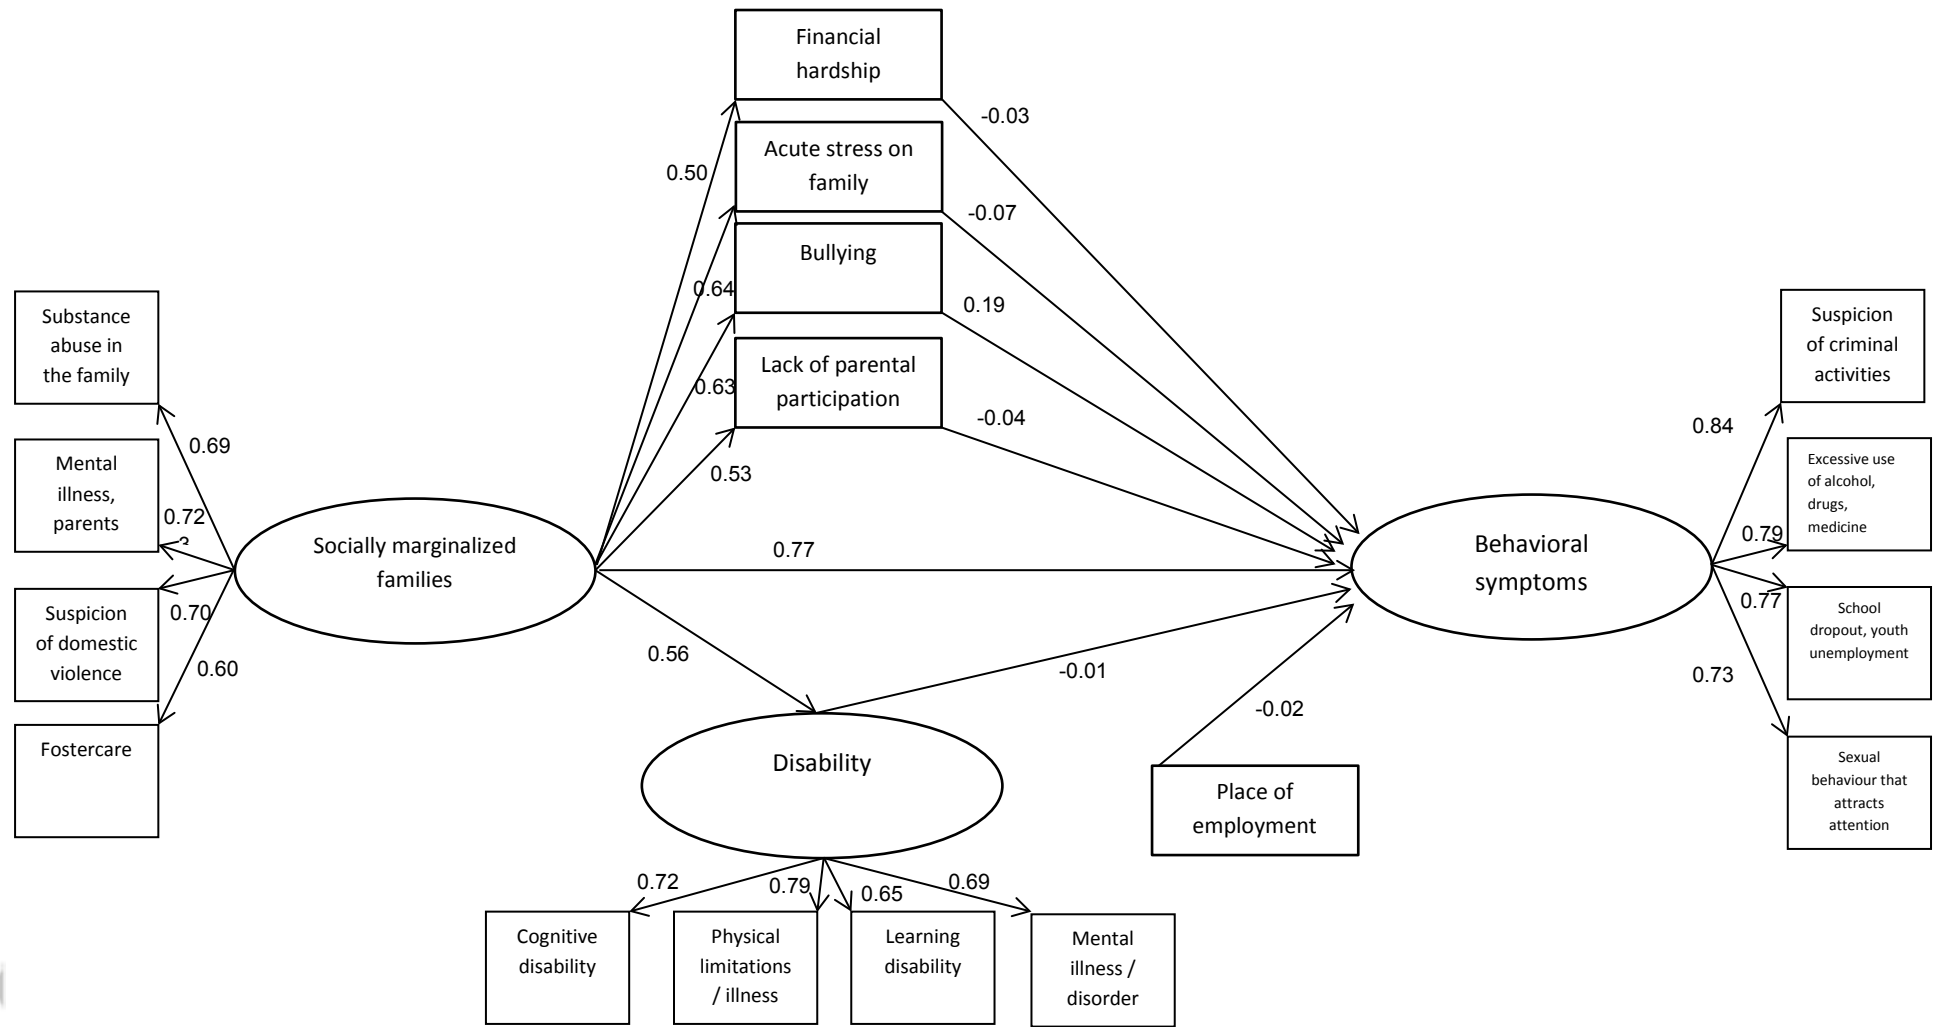 Financial
hardship
-0.03
Acute stress on
family
0.50
-0.07
Bullying
0.64
0.19
Lack of parental
participation
0.63
-0.04
0.53
Substance
abuse in
the family
0.69
Mental
illness,
parents
0.72
Suspicion
of domestic
violence
0.70
0.60
Fostercare
Socially marginalized
families
0.77
0.56
-0.01
-0.02
Behavioral
symptoms
Suspicion
of criminal
activities
0.84
Excessive use
of alcohol,
drugs,
medicine
0.79
School
dropout, youth
unemployment
0.77
0.73
Sexual
behaviour that
attracts
attention
Disability
Place of
employment
0.72
0.79
0.65
0.69
Cognitive
disability
Physical
limitations
/ illness
Learning
disability
Mental
illness /
disorder